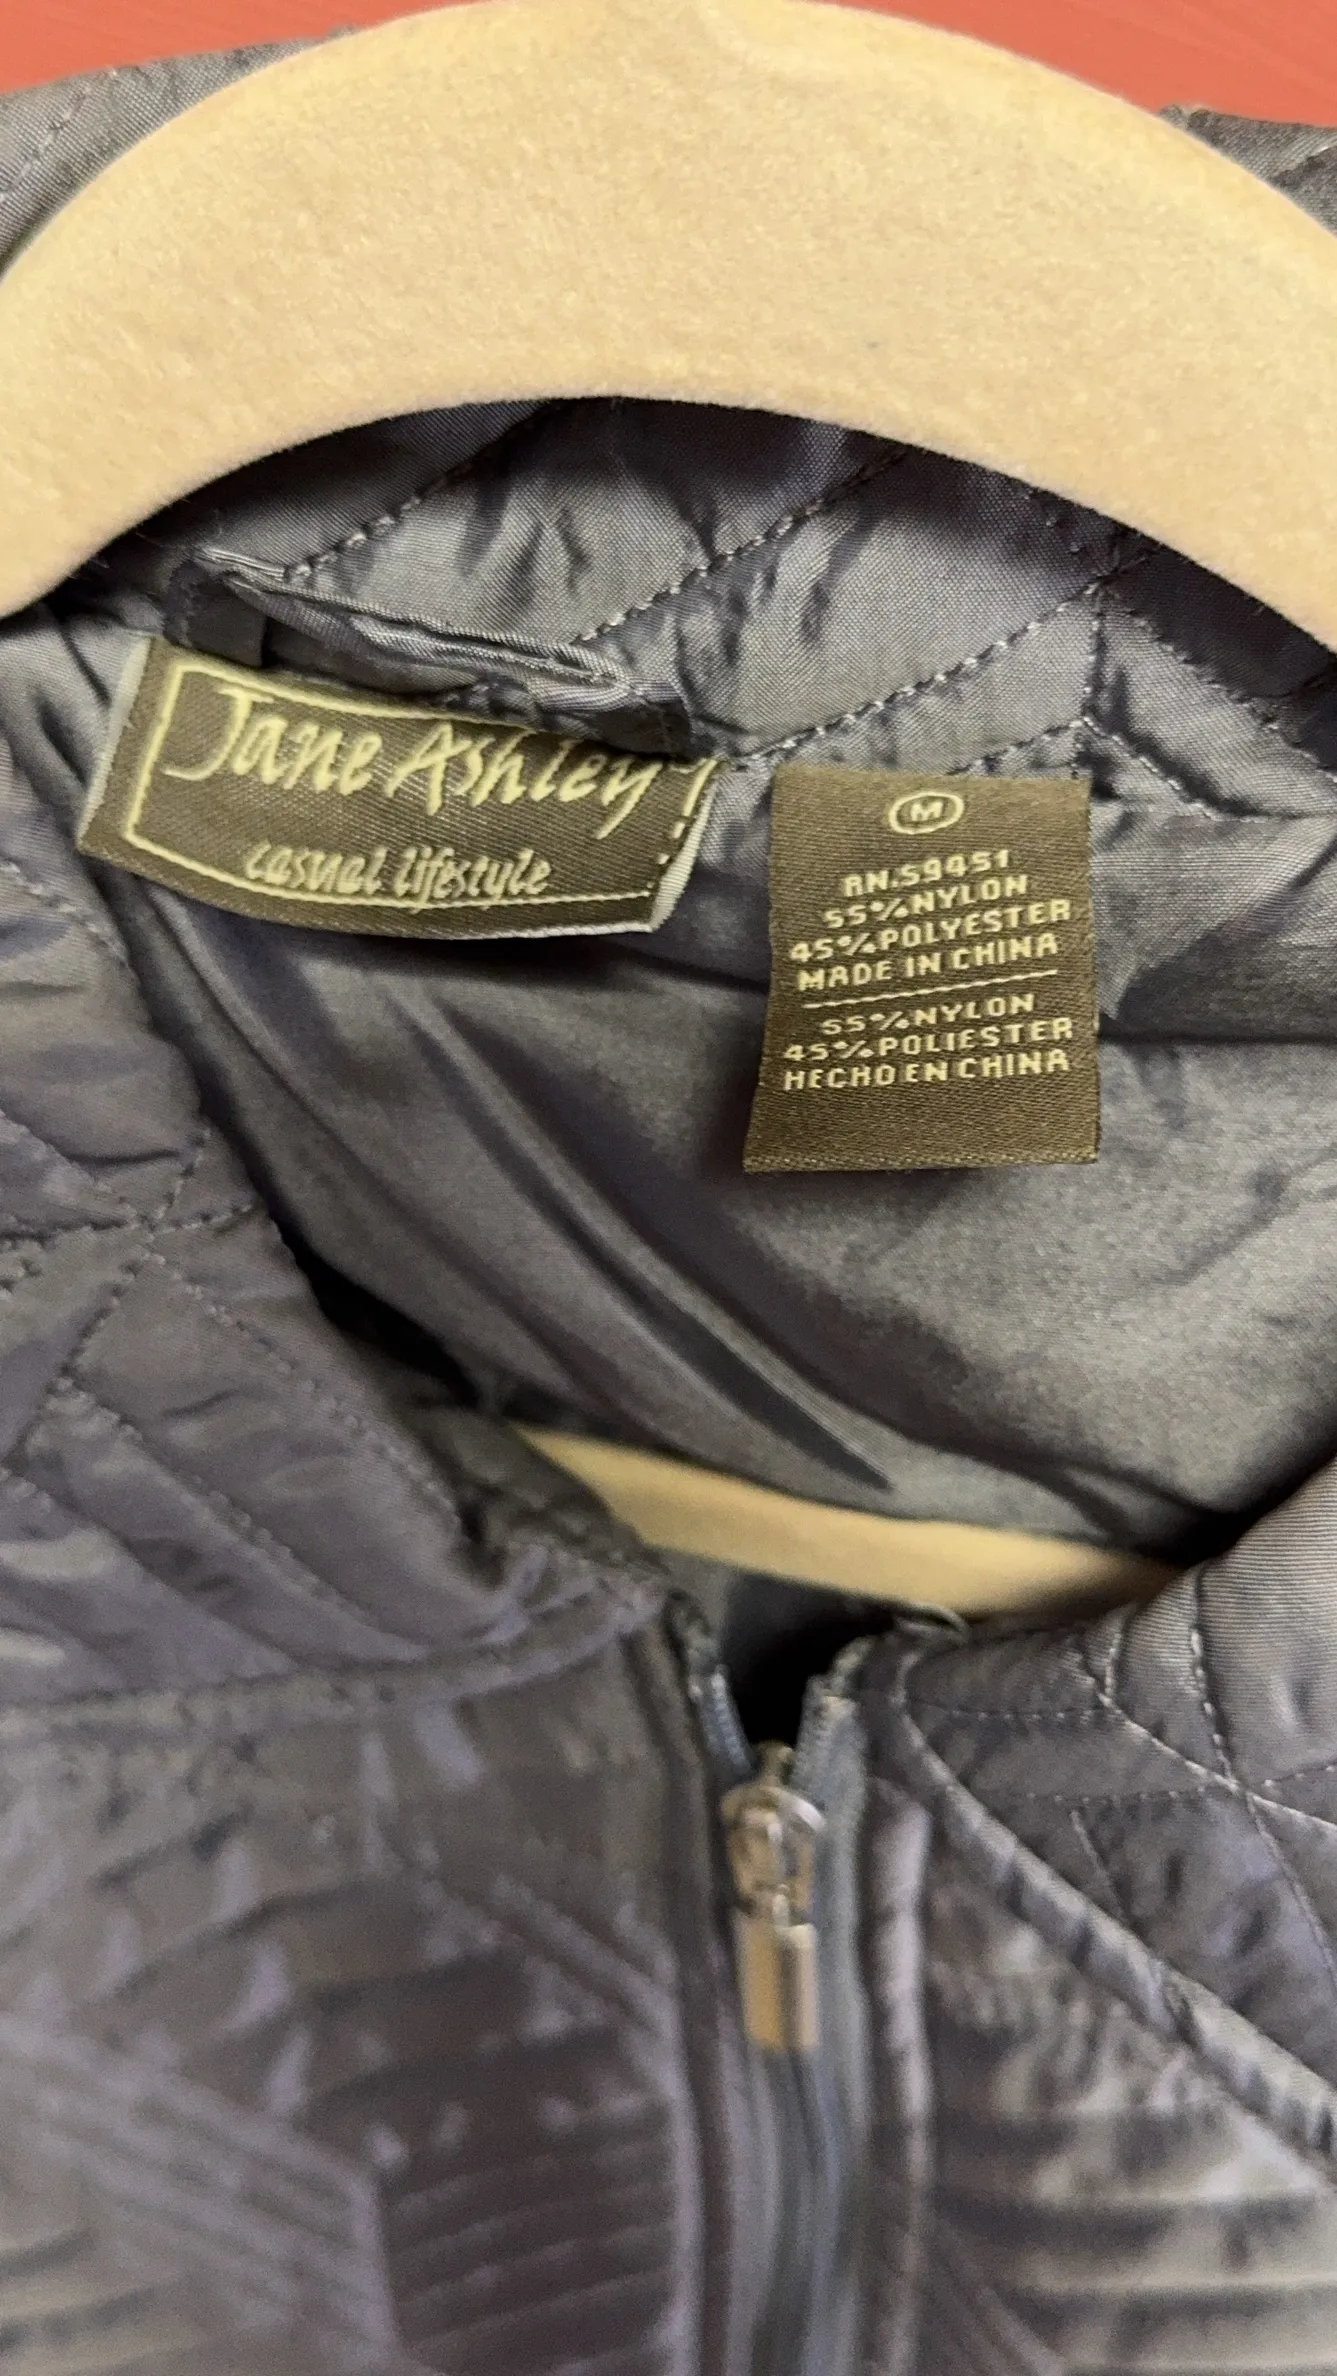 Jane Ashley
casual lifestyle
M
RN.59451
55%NYLON
45%POLYESTER
MADE IN CHINA
55%NYLON
45%POLIESTER
HECHO EN CHINA